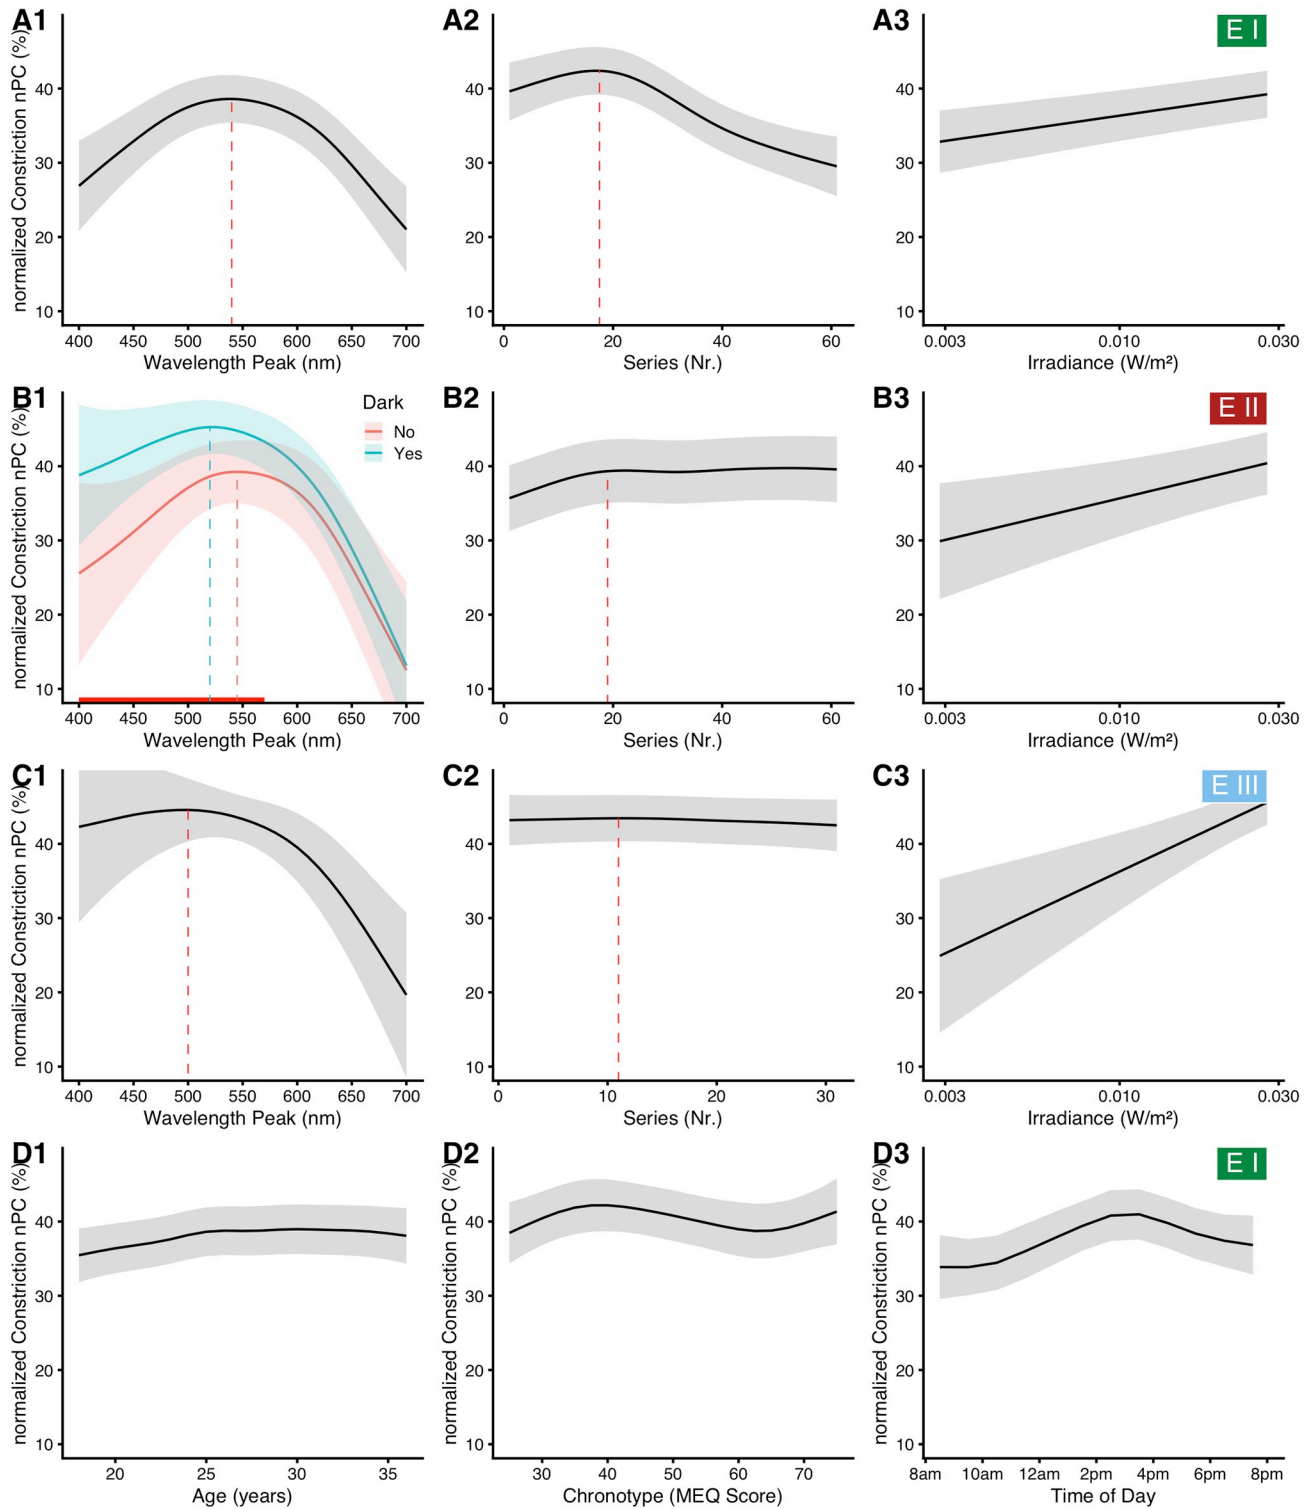 A1
A2
A3
E I
normalized Constriction nPC (%)
40
30
20
10
400 450 500 550 600 650 700
Wavelength Peak (nm)
40
30
20
10
0 20 40 60
Series (Nr.)
40
30
20
10
0.003 0.010 0.030
Irradiance (W/m²)
B1
B2
B3
E II
normalized Constriction nPC (%)
Dark
No
Yes
40
30
20
10
400 450 500 550 600 650 700
Wavelength Peak (nm)
40
30
20
10
0 20 40 60
Series (Nr.)
40
30
20
10
0.003 0.010 0.030
Irradiance (W/m²)
C1
C2
C3
E III
normalized Constriction nPC (%)
40
30
20
10
400 450 500 550 600 650 700
Wavelength Peak (nm)
40
30
20
10
0 10 20 30
Series (Nr.)
40
30
20
10
0.003 0.010 0.030
Irradiance (W/m²)
D1
D2
D3
E I
normalized Constriction nPC (%)
40
30
20
10
20 25 30 35
Age (years)
normalized Constriction nPC (%)
40
30
20
10
30 40 50 60 70
Chronotype (MEQ Score)
normalized Constriction nPC (%)
40
30
20
10
8am 10am 12am 2pm 4pm 6pm 8pm
Time of Day